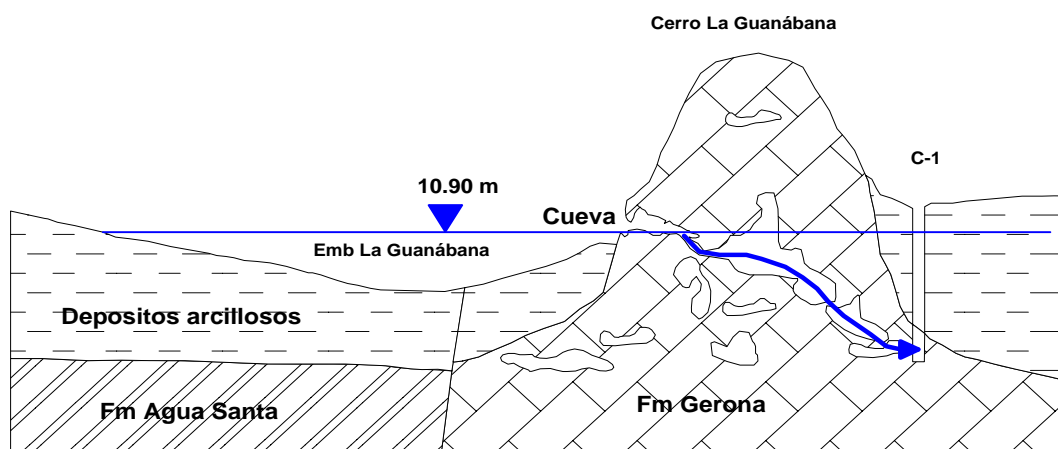 Cerro La Guanábana
C-1
10.90 m
Cueva
Emb La Guanábana
Depositos arcillosos
Fm Agua Santa
Fm Gerona